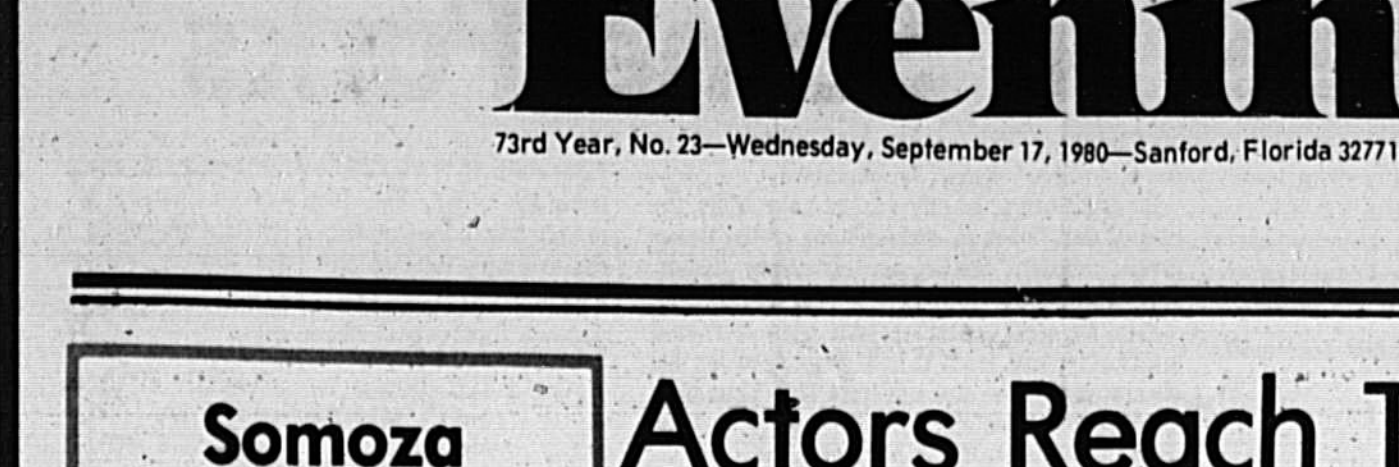 Evenin
73rd Year, No. 23—Wednesday, September 17, 1980—Sanford, Florida 32771
Somoza
Actors Reach